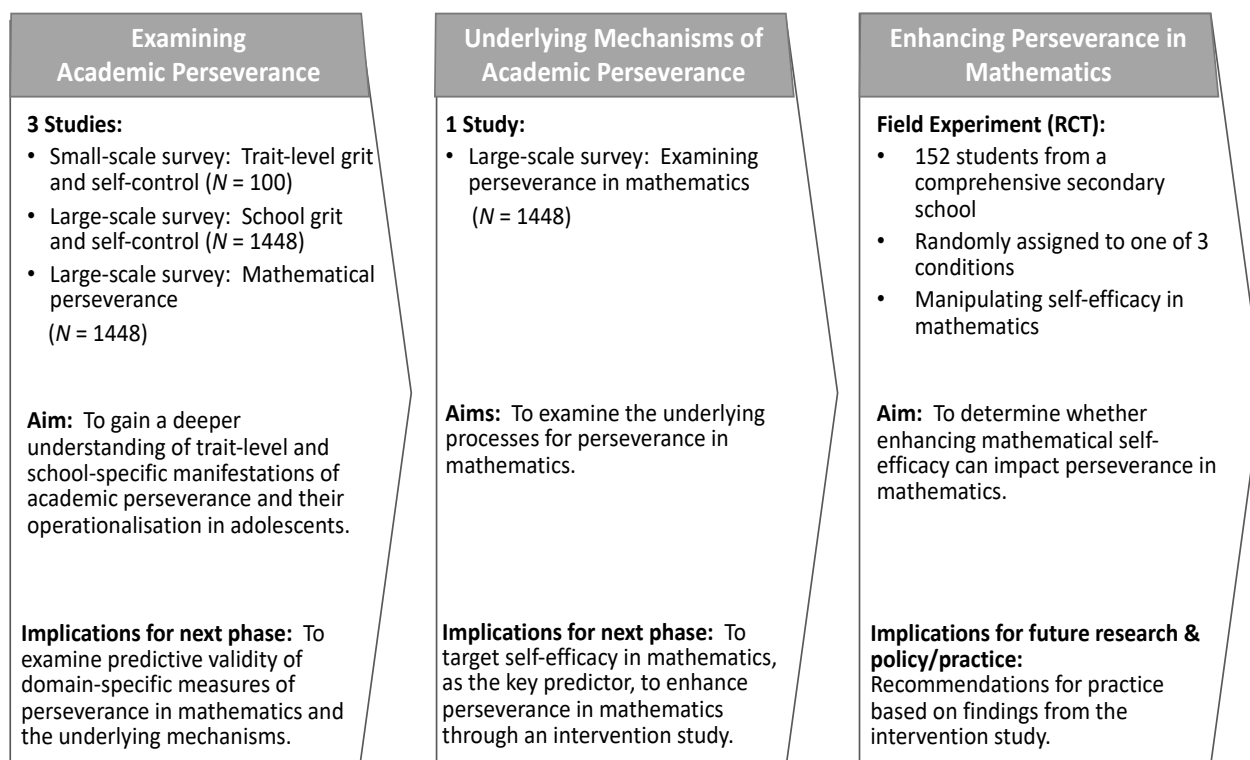 Examining
Academic Perseverance
3 Studies:
• Small-scale survey: Trait-level grit
and self-control (N = 100)
• Large-scale survey: School grit
and self-control (N = 1448)
• Large-scale survey: Mathematical
perseverance
(N = 1448)
Aim: To gain a deeper
understanding of trait-level and
school-specific manifestations of
academic perseverance and their
operationalisation in adolescents.
Implications for next phase: To
examine predictive validity of
domain-specific measures of
perseverance in mathematics and
the underlying mechanisms.
Underlying Mechanisms of
Academic Perseverance
1 Study:
• Large-scale survey: Examining
perseverance in mathematics
(N = 1448)
Aims: To examine the underlying
processes for perseverance in
mathematics.
Implications for next phase: To
target self-efficacy in mathematics,
as the key predictor, to enhance
perseverance in mathematics
through an intervention study.
Enhancing Perseverance in
Mathematics
Field Experiment (RCT):
• 152 students from a
comprehensive secondary
school
• Randomly assigned to one of 3
conditions
• Manipulating self-efficacy in
mathematics
Aim: To determine whether
enhancing mathematical self-
efficacy can impact perseverance in
mathematics.
Implications for future research &
policy/practice:
Recommendations for practice
based on findings from the
intervention study.